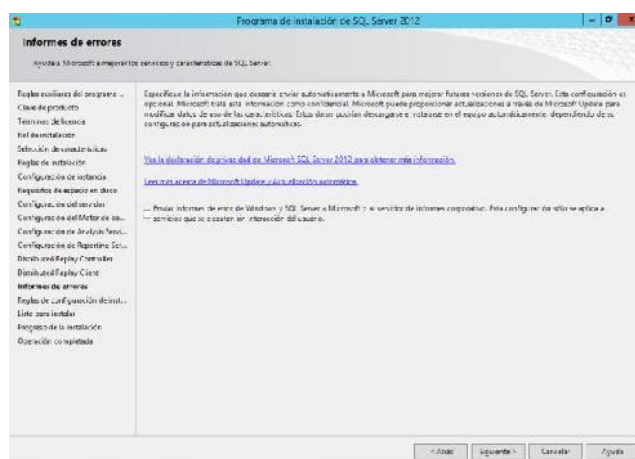 Programa de instalación de SQL Server 2012
Informes de errores
Ayude a Microsoft a mejorar los servicios y características de SQL Server.
Reglas auxiliares del programa ...
Clave de producto
Términos de licencia
Rol de instalación
Selección de características
Reglas de instalación
Configuración de instancia
Requisitos de espacio en disco
Configuración del servidor
Configuración del Motor de ba...
Configuración de Analysis Servi...
Configuración de Reporting Ser...
Distributed Replay Controller
Distributed Replay Client
Informes de errores
Reglas de configuración de inst...
Listo para instalar
Progreso de la instalación
Operación completada
Especifique la información que desearía enviar automáticamente a Microsoft para mejorar futuras versiones de SQL Server. Esta configuración es
opcional. Microsoft trata esta información como confidencial. Microsoft puede proporcionar actualizaciones a través de Microsoft Update para
modificar datos de uso de las características. Estos datos podrían descargarse e instalarse en el equipo automáticamente, dependiendo de su
configuración para actualizaciones automáticas.
Vea la declaración de privacidad de Microsoft SQL Server 2012 para obtener más información.
Leer más acerca de Microsoft Update y Actualización automática.
Enviar informes de error de Windows y SQL Server a Microsoft o al servidor de informes corporativo. Esta configuración sólo se aplica a
servicios que se ejecuten sin interacción del usuario.
< Atrás
Siguiente >
Cancelar
Ayuda